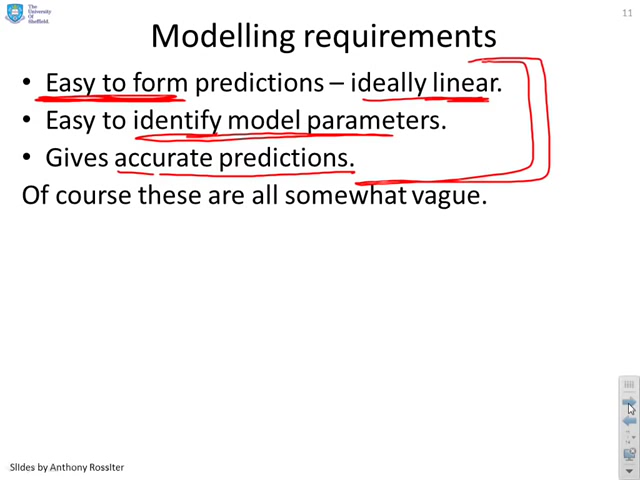 The
University
Of
Sheffield.
11
Modelling requirements
• Easy to form predictions – ideally linear.
• Easy to identify model parameters.
• Gives accurate predictions.
Of course these are all somewhat vague.
Slides by Anthony Rossiter